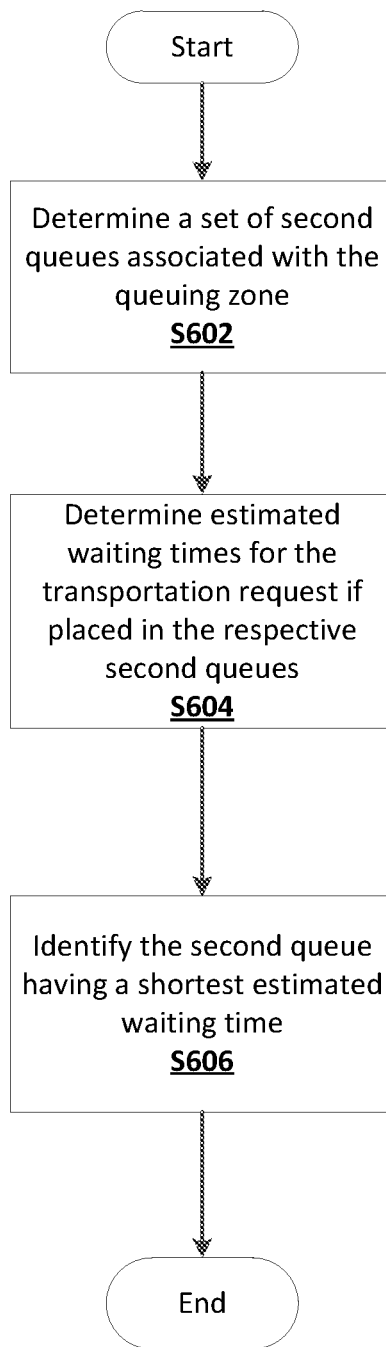 Start
Determine a set of second
queues associated with the
queuing zone
S602
Determine estimated
waiting times for the
transportation request if
placed in the respective
second queues
S604
Identify the second queue
having a shortest estimated
waiting time
S606
End